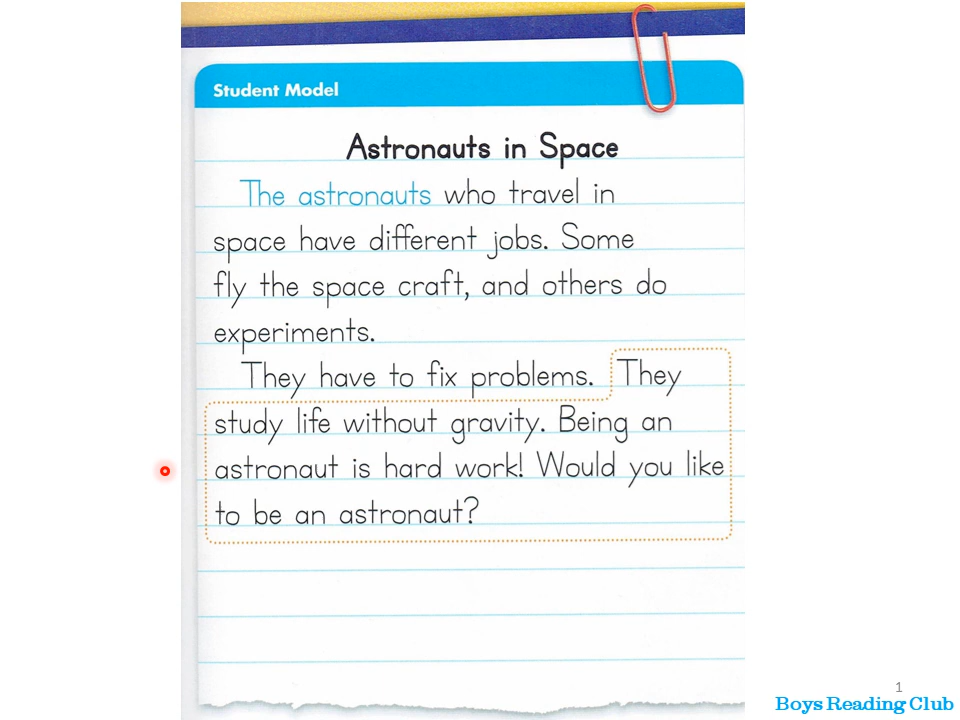 Student Model
Astronauts in Space
The astronauts who travel in
space have different jobs. Some
fly the space craft, and others do
experiments.
They have to fix problems. They
study life without gravity. Being an
astronaut is hard work! Would you like
to be an astronaut?
1
Boys Reading Club